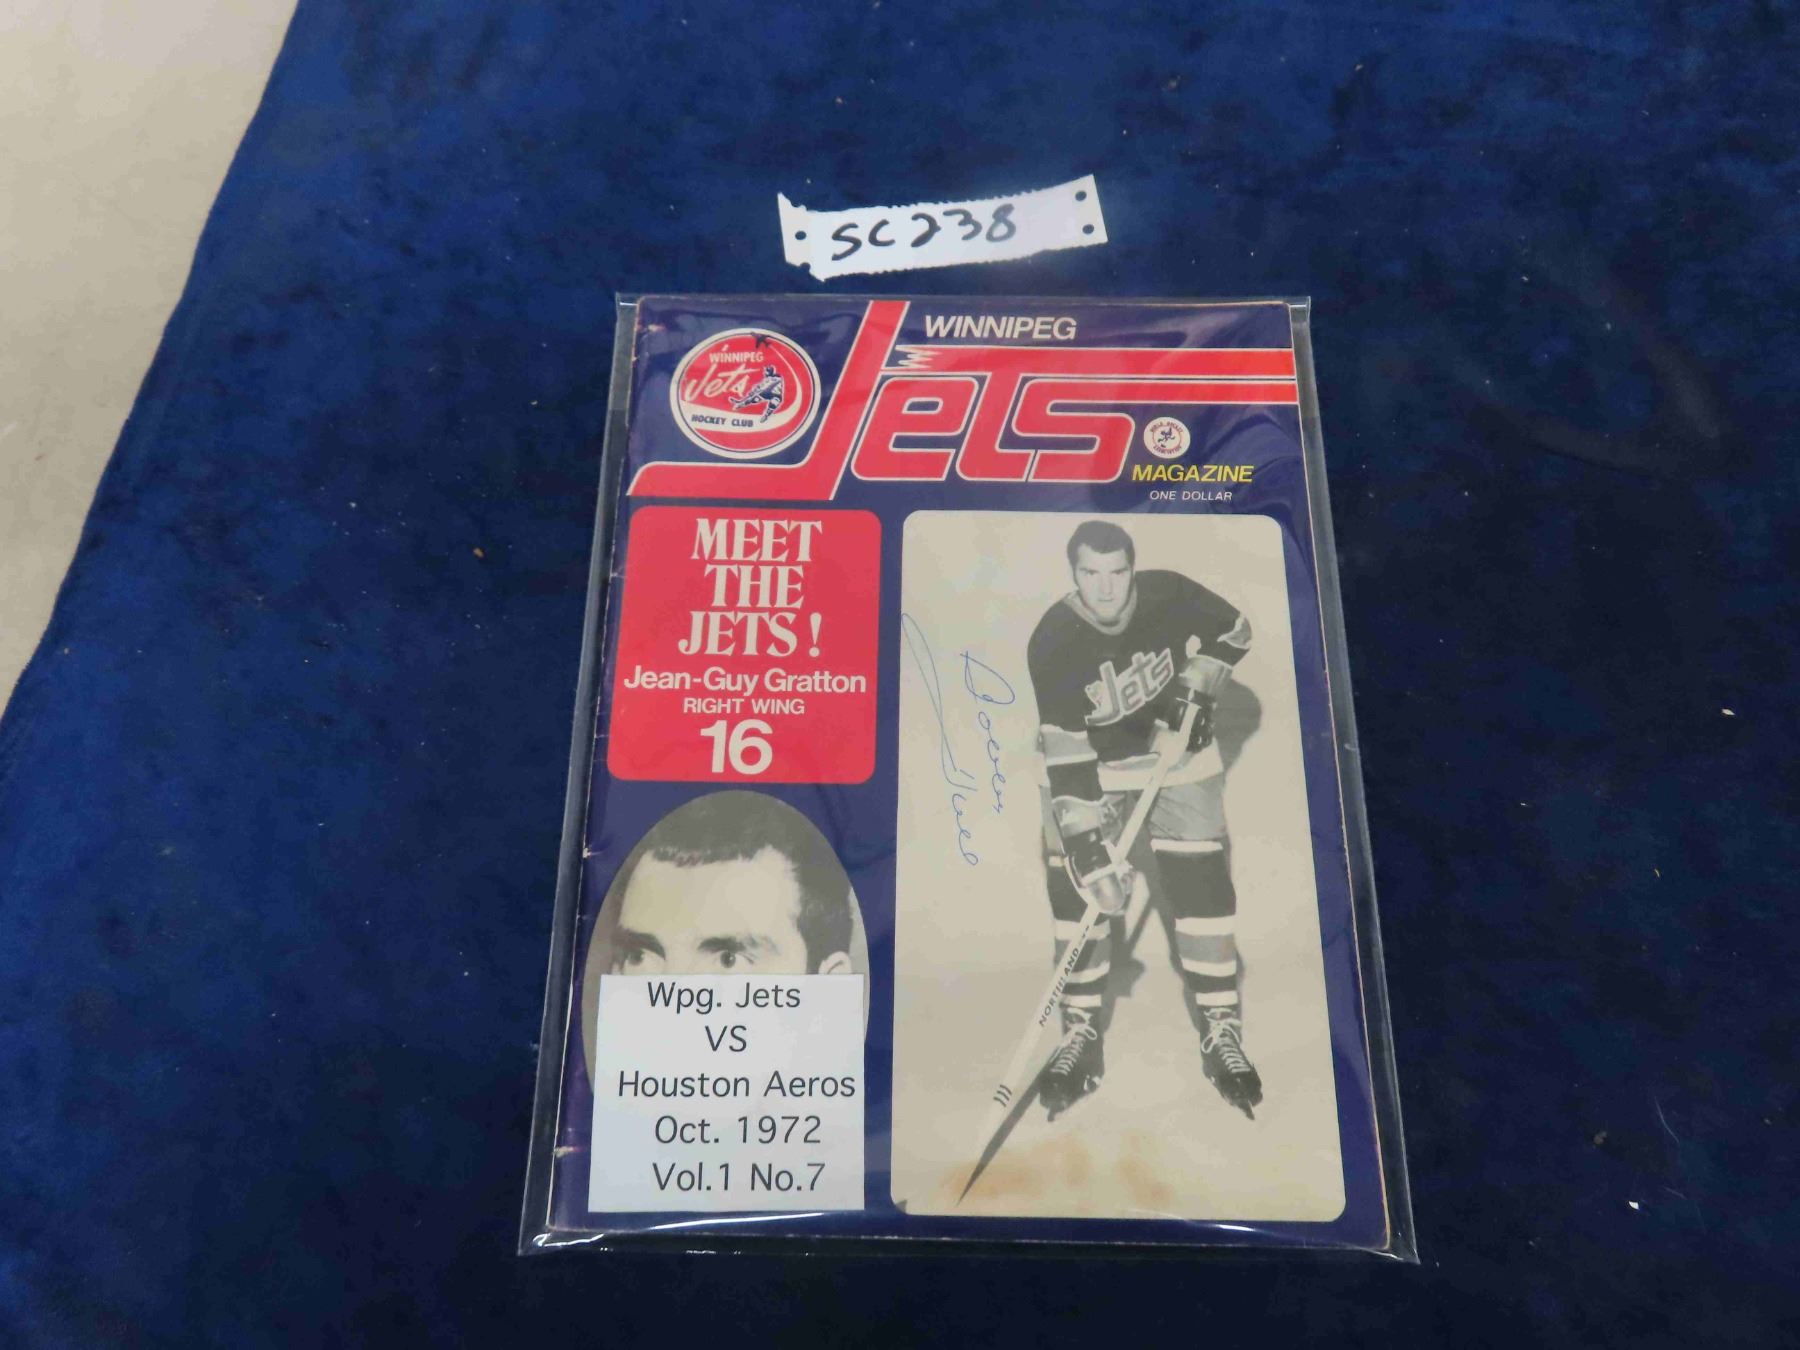 SC238
WINNIPEG
Jets
WINNIPEG
Jets
HOCKEY CLUB
MAGAZINE
ONE DOLLAR
MEET
THE
JETS!
Jean-Guy Gratton
RIGHT WING
16
Jets
NORTHLAND
Wpg. Jets
VS
Houston Aeros
Oct. 1972
Vol.1 No.7